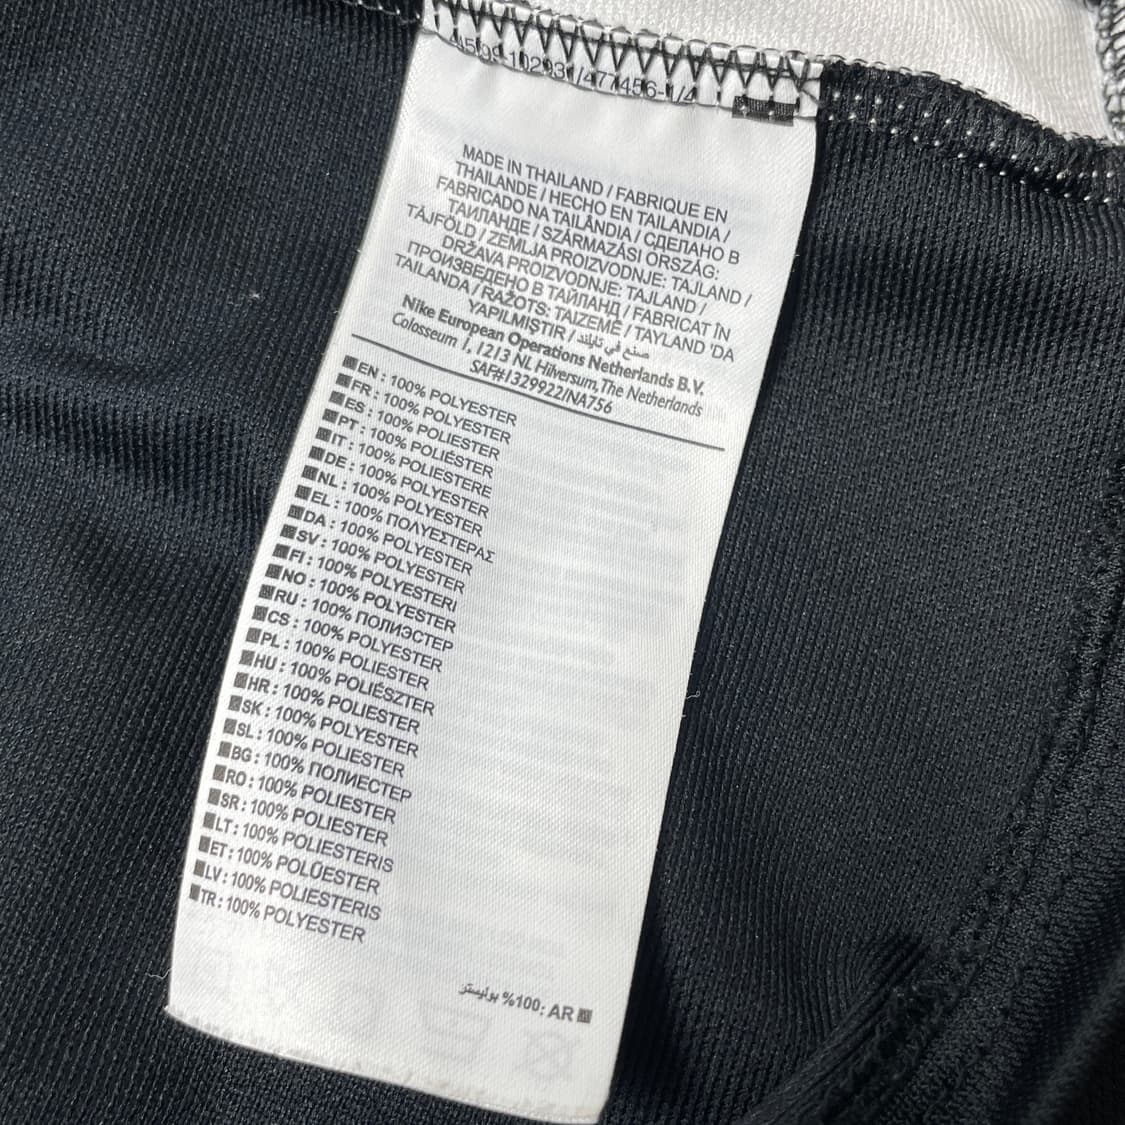 MADE IN THAILAND / FABRIQUE EN
THAILANDE / HECHO EN TAILANDIA /
FABRICADO NA TAILÂNDIA / СДЕЛАНО В
ТАИЛАНДЕ / SZÁRMAZÁSI ORSZÁG:
TÁJFÖLD / ZEMLJA PROIZVODNJE: TAJLAND /
DRŽAVA PROIZVODNJE: TAJLAND /
ПРОИЗВЕДЕНО В ТАЙЛАНД / FABRICAT ÎN
TAILANDA / RAŽOTS: TAIZEMĒ / TAYLAND 'DA
YAPILMIŞTIR / صنع في تايلند
Nike European Operations Netherlands B.V.
Colosseum 1, 1213 NL Hilversum, The Netherlands
SAF#1329922/NA756
EN : 100% POLYESTER
FR : 100% POLYESTER
ES : 100% POLIESTER
PT : 100% POLIÉSTER
IT : 100% POLIESTERE
DE : 100% POLYESTER
NL : 100% POLYESTER
EL : 100% ΠΟΛΥΕΣΤΕΡΑΣ
DA : 100% POLYESTER
SV : 100% POLYESTER
FI : 100% POLYESTERI
NO : 100% POLYESTER
RU : 100% ПОЛИЭСТЕР
CS : 100% POLYESTER
PL : 100% POLIESTER
HU : 100% POLIÉSZTER
HR : 100% POLIESTER
SK : 100% POLYESTER
SL : 100% POLIESTER
BG : 100% ПОЛИЕСТЕР
RO : 100% POLIESTER
SR : 100% POLIESTER
LT : 100% POLIESTERIS
ET : 100% POLÜESTER
LV : 100% POLIESTERIS
TR : 100% POLYESTER
AR :100% بوليستر